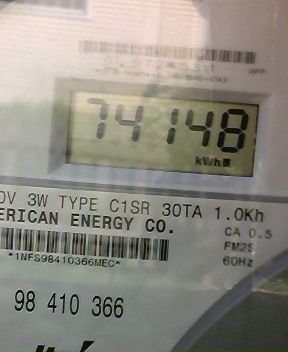 74148
kWh
0V 3W TYPE C1SR 30TA 1.0Kh
ERICAN ENERGY CO.
CA 0.5
FM2S
60Hz
*1NFS98410366MEC*
98 410 366